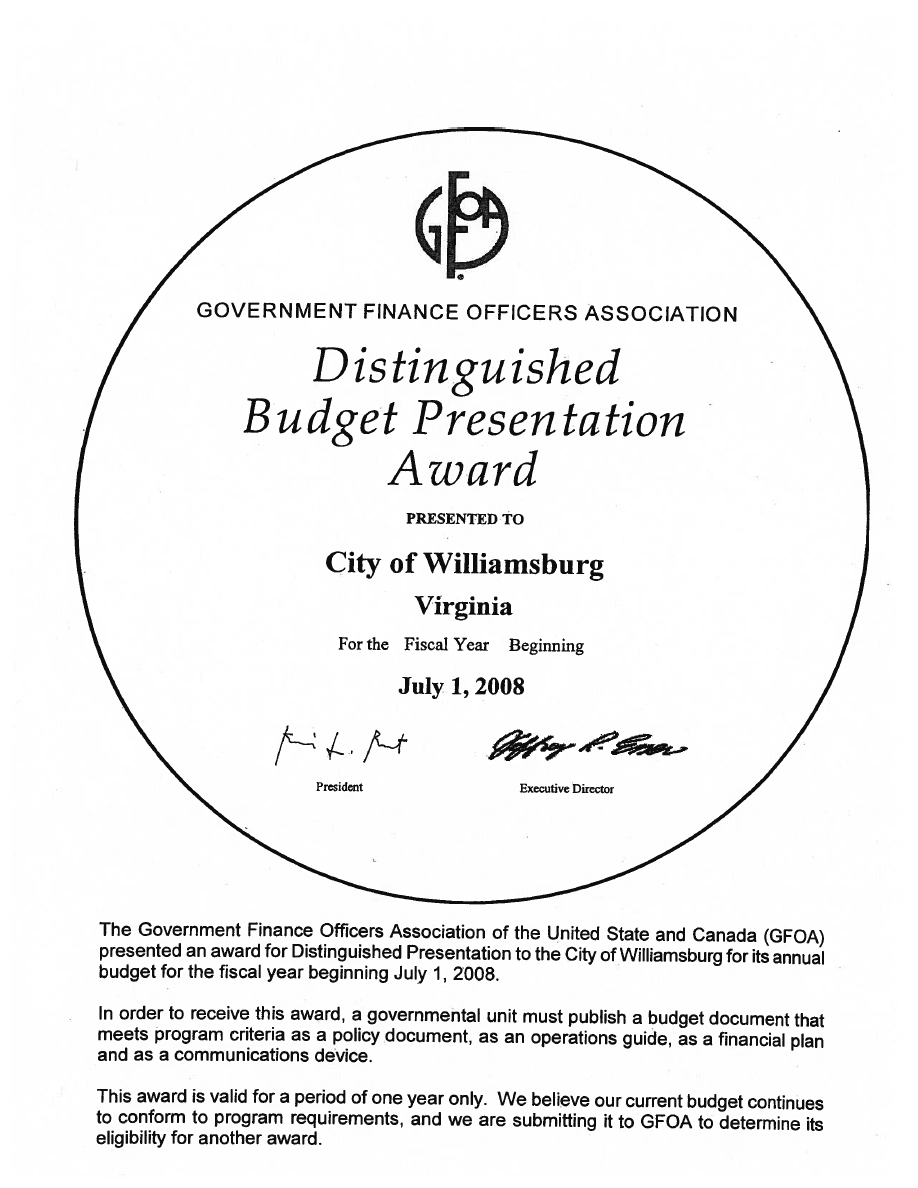 GFOA
GOVERNMENT FINANCE OFFICERS ASSOCIATION
Distinguished
Budget Presentation
Award
PRESENTED TO
City of Williamsburg
Virginia
For the Fiscal Year Beginning
July 1, 2008
Jeffrey R. Enser
President Executive Director
The Government Finance Officers Association of the United State and Canada (GFOA)
presented an award for Distinguished Presentation to the City of Williamsburg for its annual
budget for the fiscal year beginning July 1, 2008.
In order to receive this award, a governmental unit must publish a budget document that
meets program criteria as a policy document, as an operations guide, as a financial plan
and as a communications device.
This award is valid for a period of one year only. We believe our current budget continues
to conform to program requirements, and we are submitting it to GFOA to determine its
eligibility for another award.